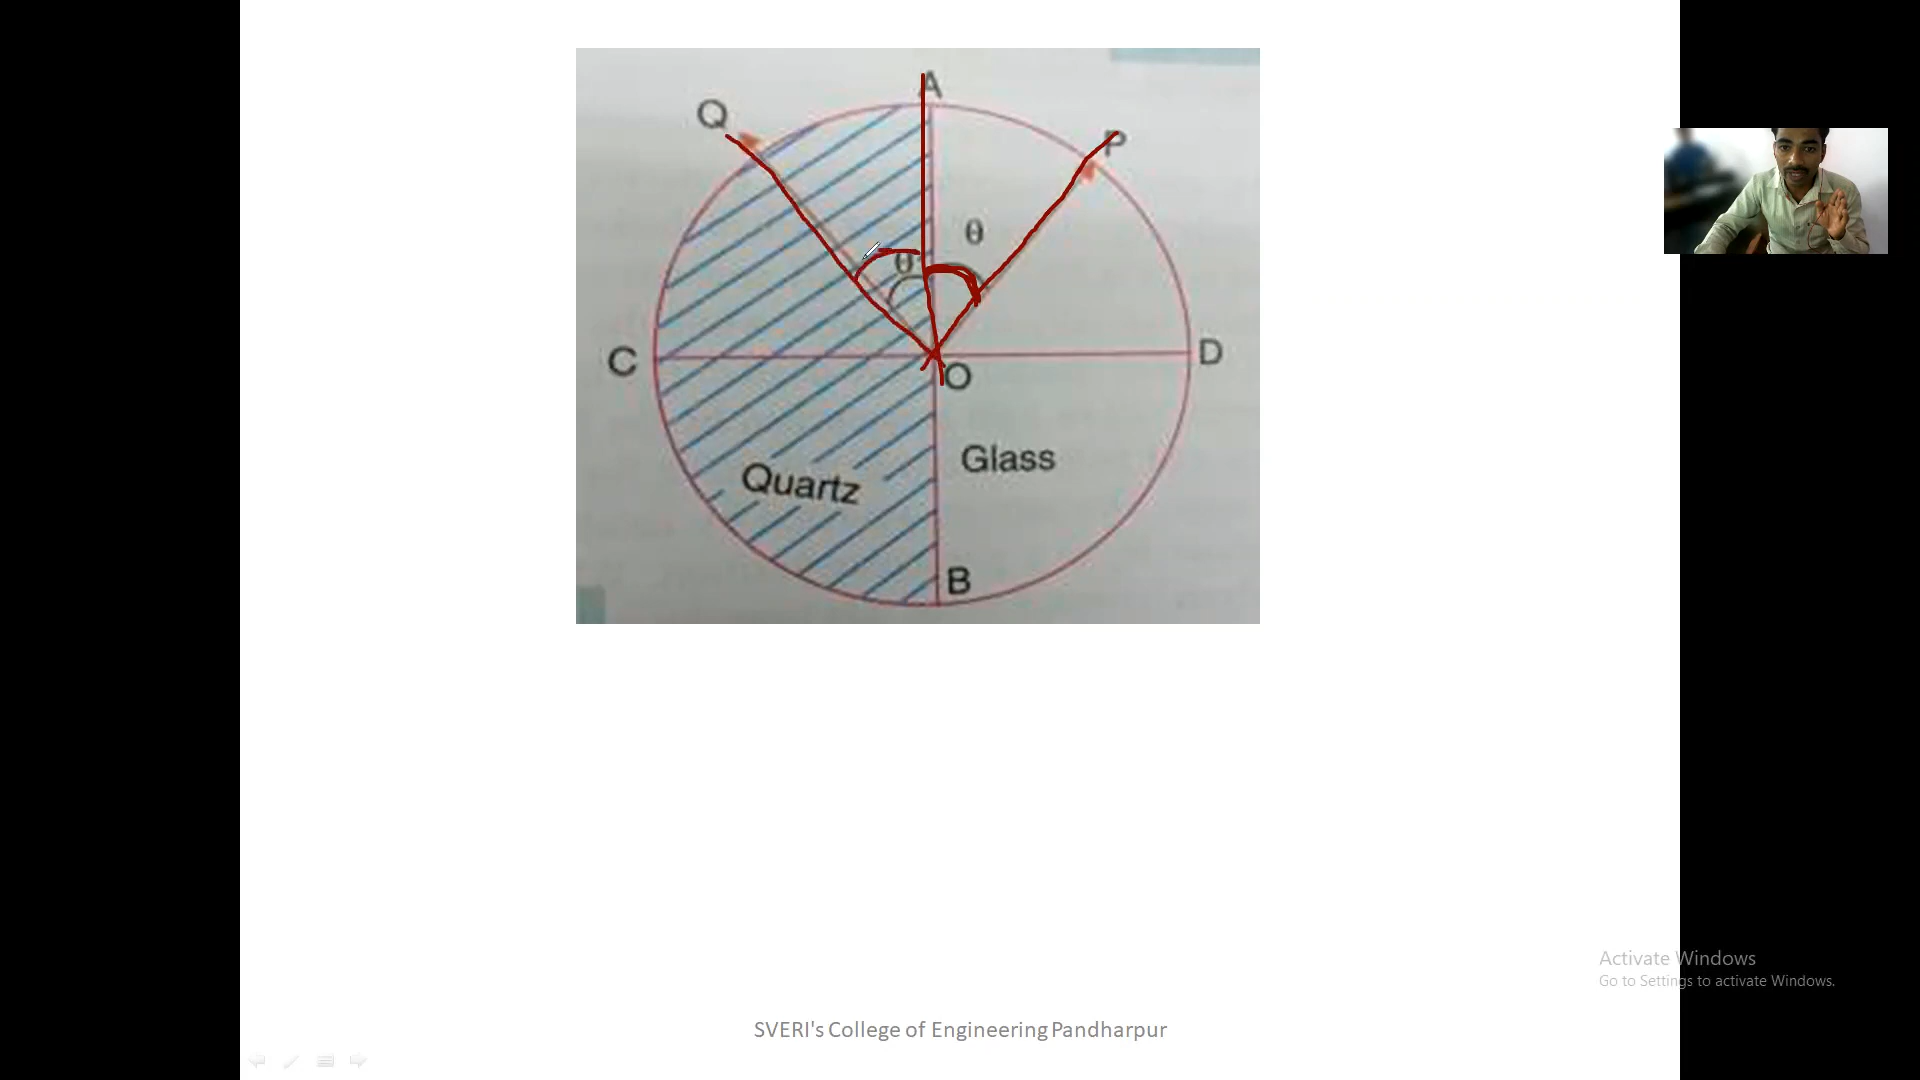 A
Q
P
θ
θ
C
D
O
Glass
Quartz
B
Activate Windows
Go to Settings to activate Windows.
SVERI's College of Engineering Pandharpur